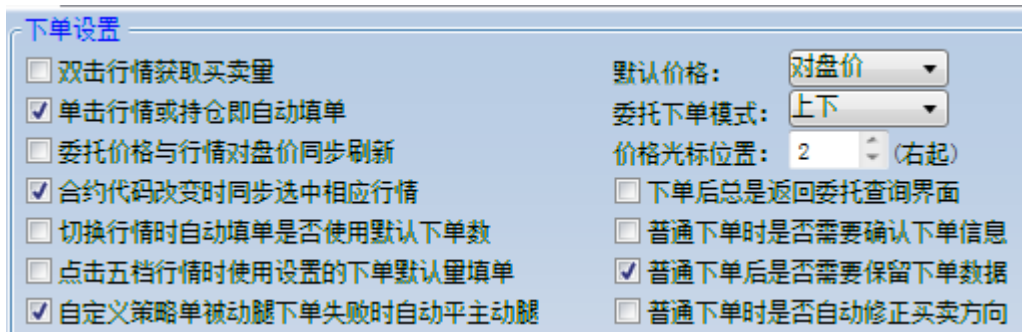 下单设置
双击行情获取买卖量
默认价格： 对盘价
单击行情或持仓即自动填单
委托下单模式： 上下
委托价格与行情对盘价同步刷新
价格光标位置： 2 (右起)
合约代码改变时同步选中相应行情
下单后总是返回委托查询界面
切换行情时自动填单是否使用默认下单数
普通下单时是否需要确认下单信息
点击五档行情时使用设置的下单默认量填单
普通下单后是否需要保留下单数据
自定义策略单被动腿下单失败时自动平主动腿
普通下单时是否自动修正买卖方向